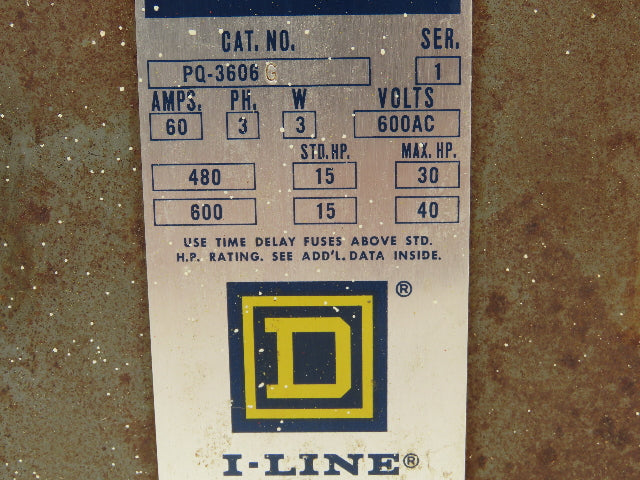 CAT. NO. SER.
PQ-3606G 1
AMPS. PH. W VOLTS
60 3 3 600AC
STD. HP. MAX. HP.
480 15 30
600 15 40
USE TIME DELAY FUSES ABOVE STD.
H.P. RATING. SEE ADD'L. DATA INSIDE.
D ®
I-LINE®